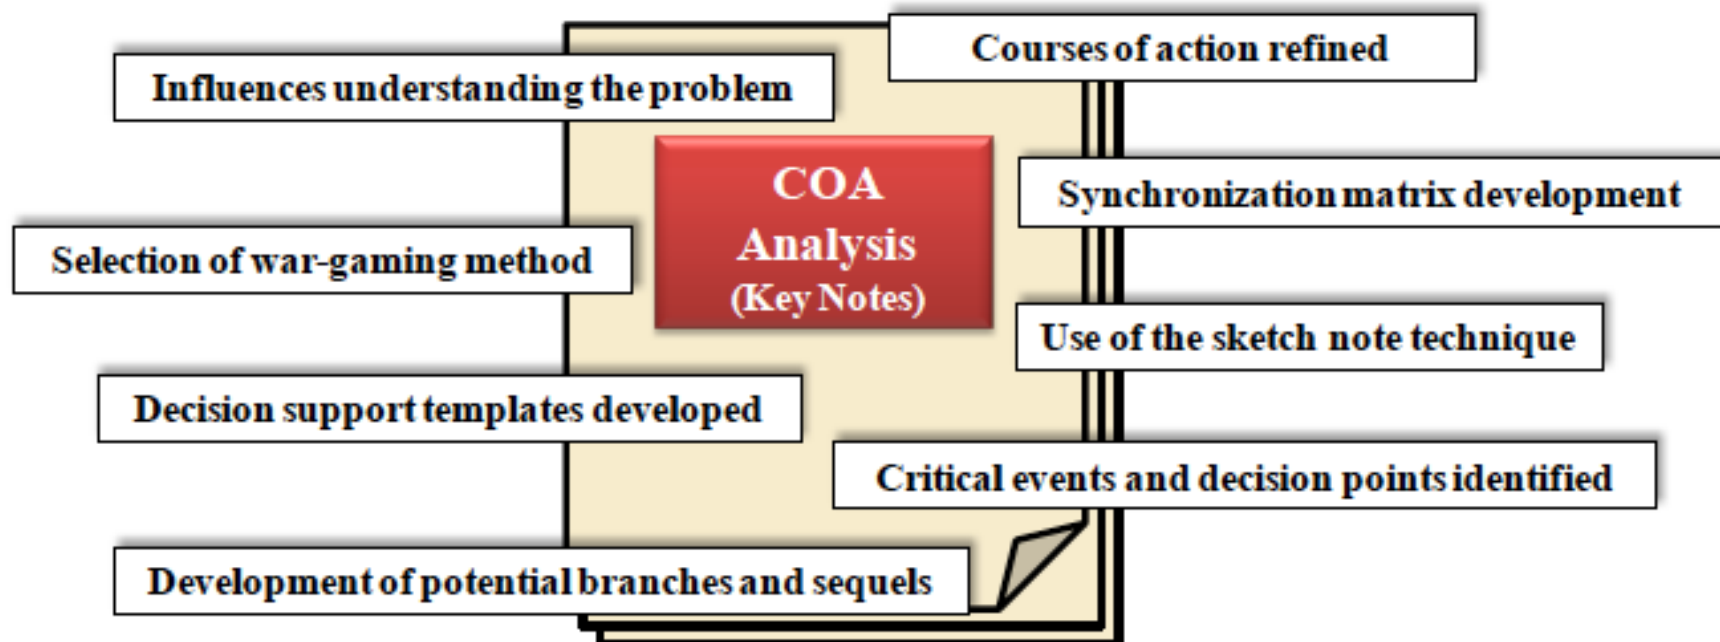 Courses of action refined
Influences understanding the problem
COA
Analysis
(Key Notes)
Synchronization matrix development
Selection of war-gaming method
Use of the sketch note technique
Decision support templates developed
Critical events and decision points identified
Development of potential branches and sequels